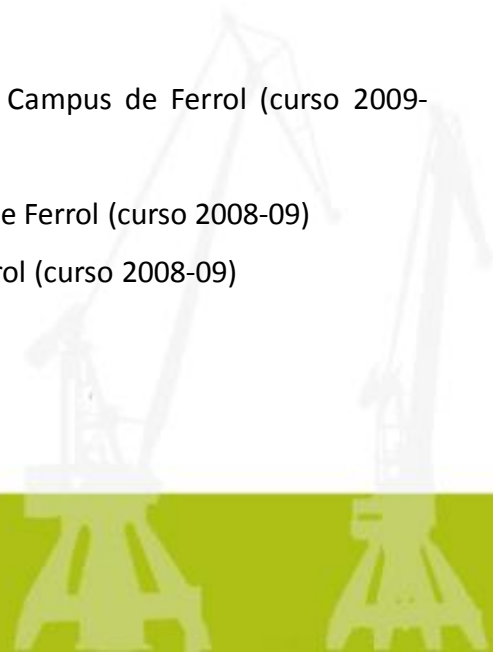 Campus de Ferrol (curso 2009-
e Ferrol (curso 2008-09)
rol (curso 2008-09)